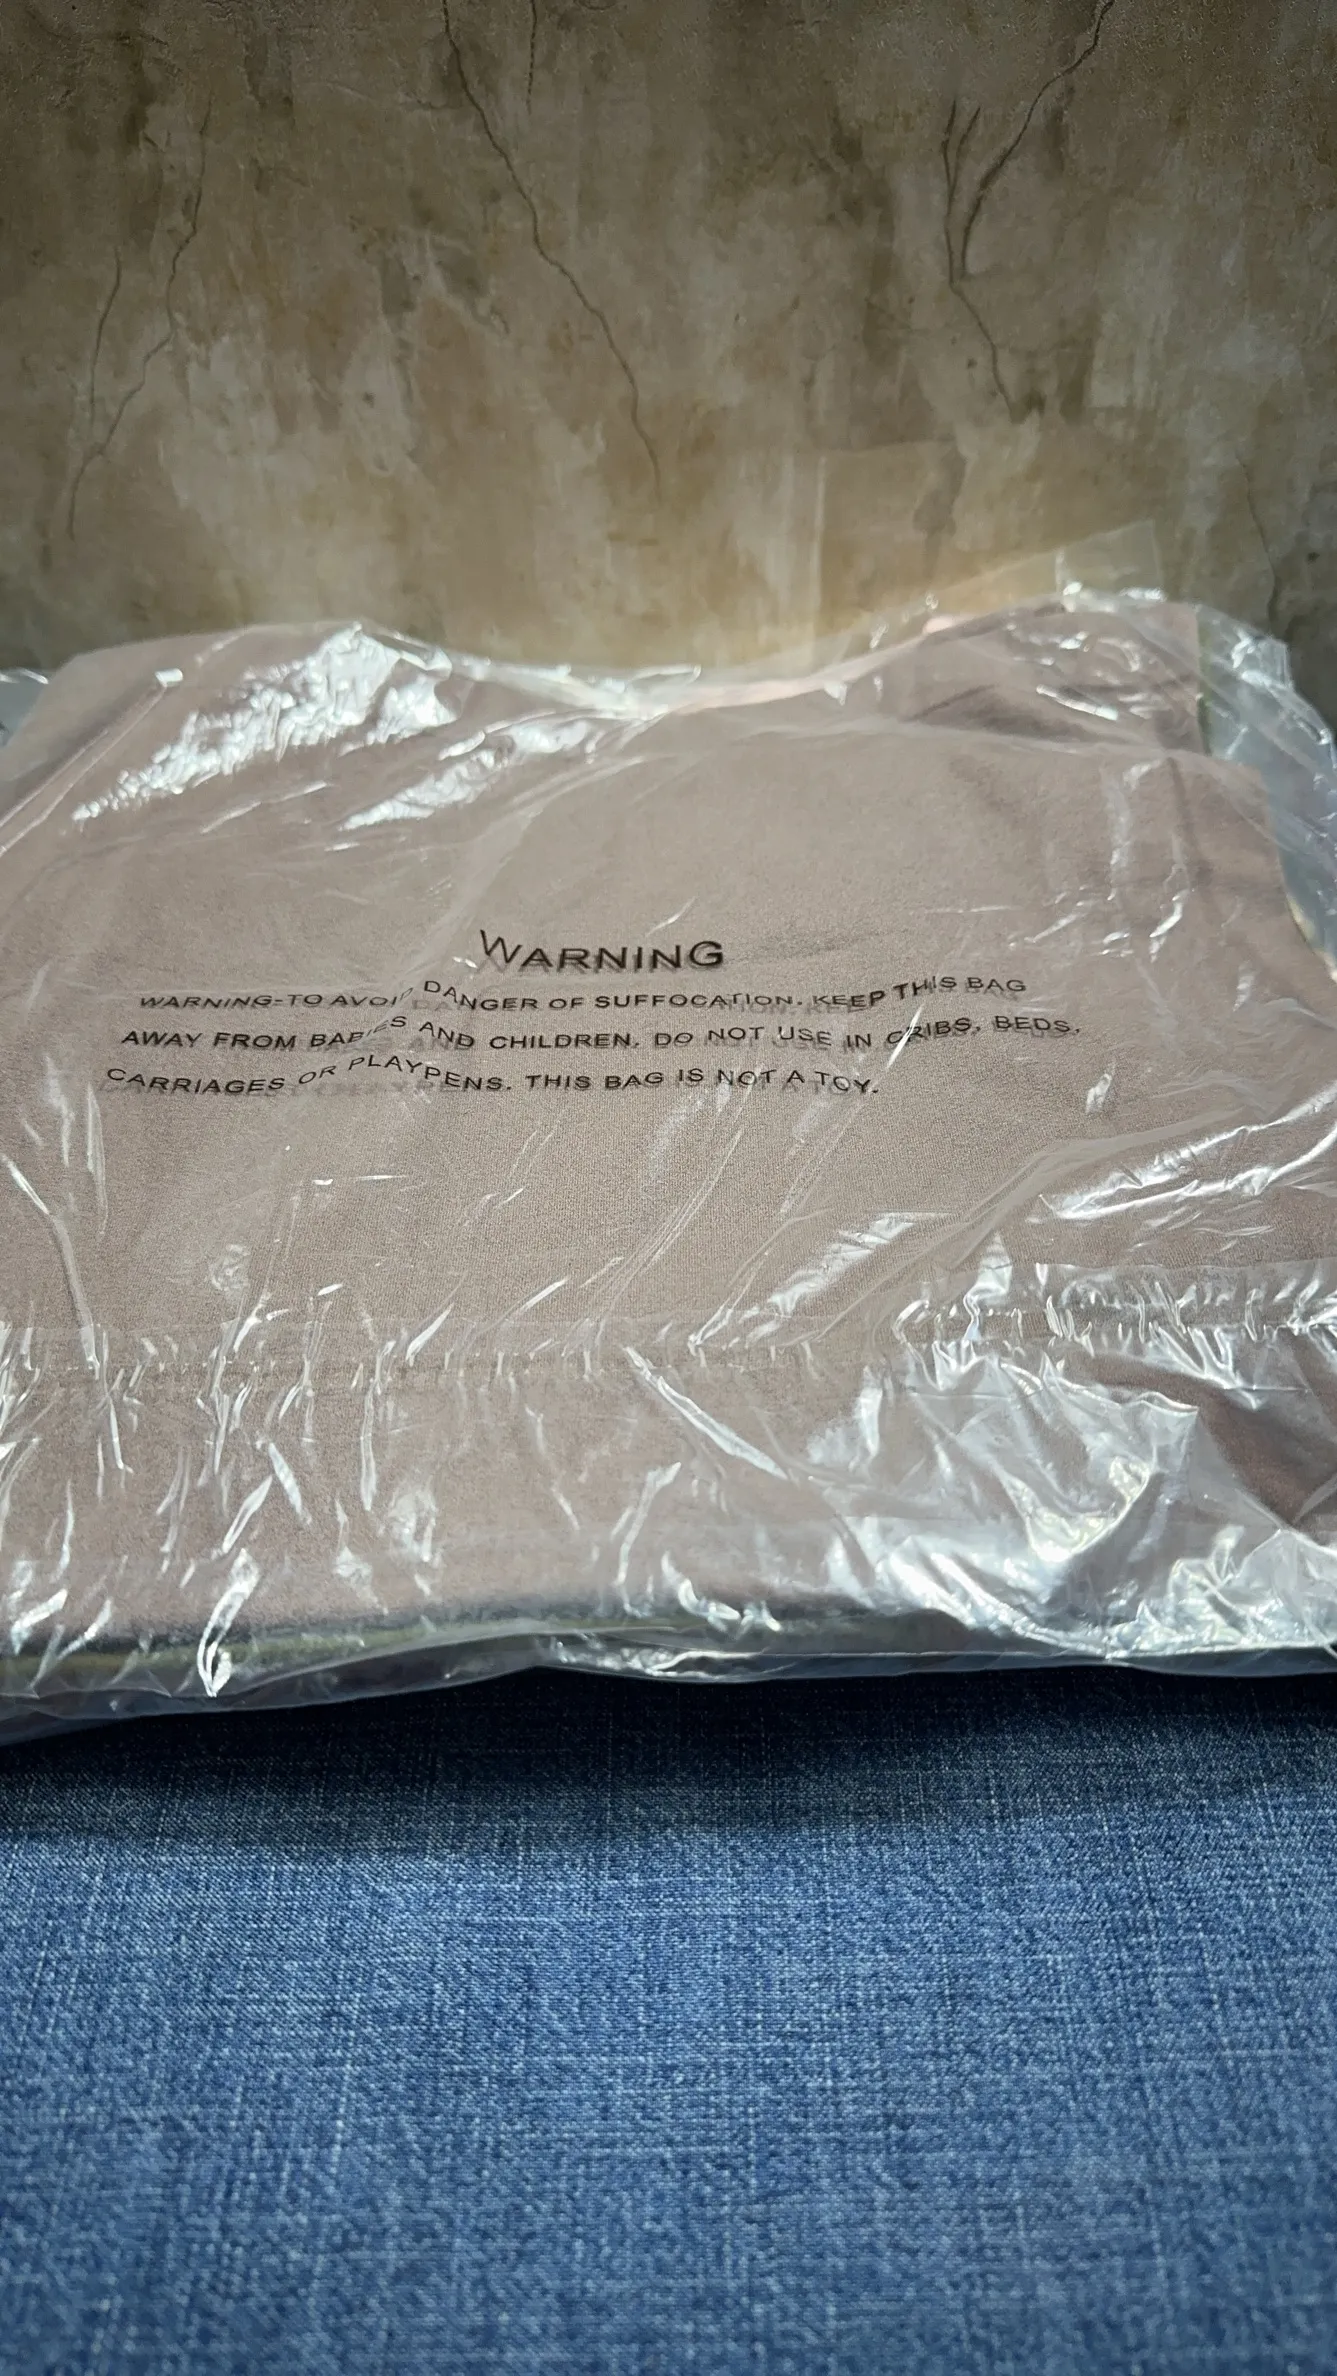 WARNING
WARNING-TO AVOID DANGER OF SUFFOCATION. KEEP THIS BAG
AWAY FROM BABIES AND CHILDREN. DO NOT USE IN CRIBS, BEDS,
CARRIAGES OR PLAYPENS. THIS BAG IS NOT A TOY.